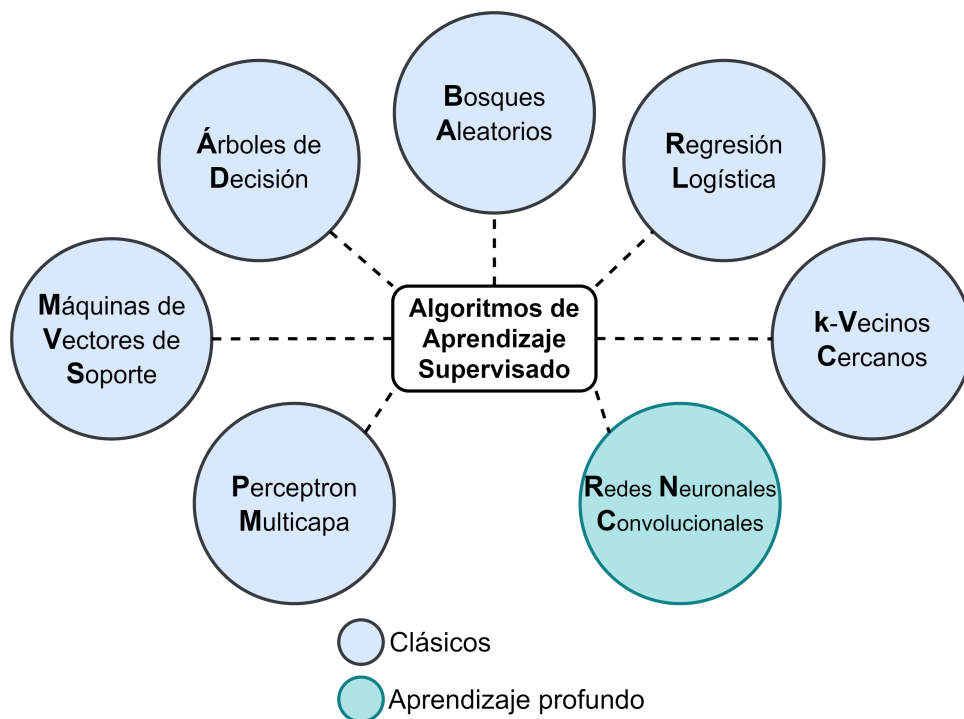 Bosques
Aleatorios
Árboles de
Decisión
Regresión
Logística
Máquinas de
Vectores de
Soporte
Algoritmos de
Aprendizaje
Supervisado
k-Vecinos
Cercanos
Perceptron
Multicapa
Redes Neuronales
Convolucionales
Clásicos
Aprendizaje profundo